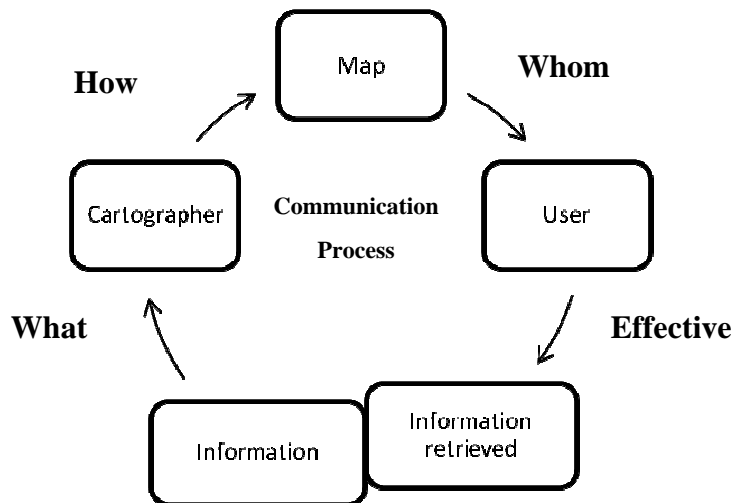 Map
How
Whom
Cartographer
Communication
Process
User
What
Effective
Information
Information
retrieved